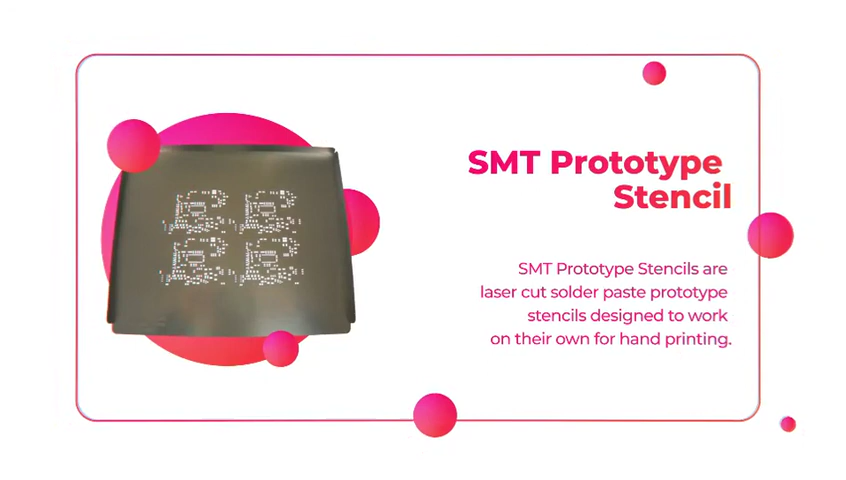 SMT Prototype
Stencil
SMT Prototype Stencils are
laser cut solder paste prototype
stencils designed to work
on their own for hand printing.